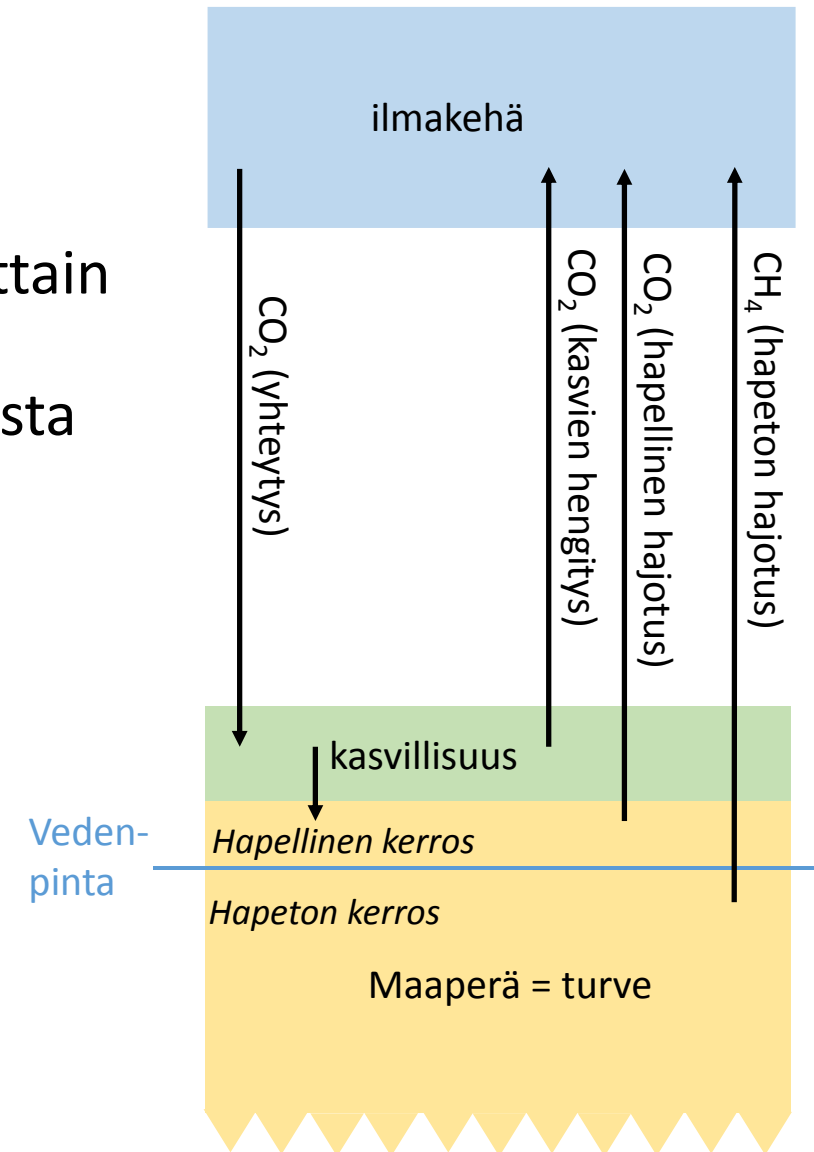 ilmakehä
ttain
sta
CO₂ (yhteytys)
CO₂ (kasvien hengitys)
CO₂ (hapellinen hajotus)
CH₄ (hapeton hajotus)
kasvillisuus
Veden-
pinta
Hapellinen kerros
Hapeton kerros
Maaperä = turve